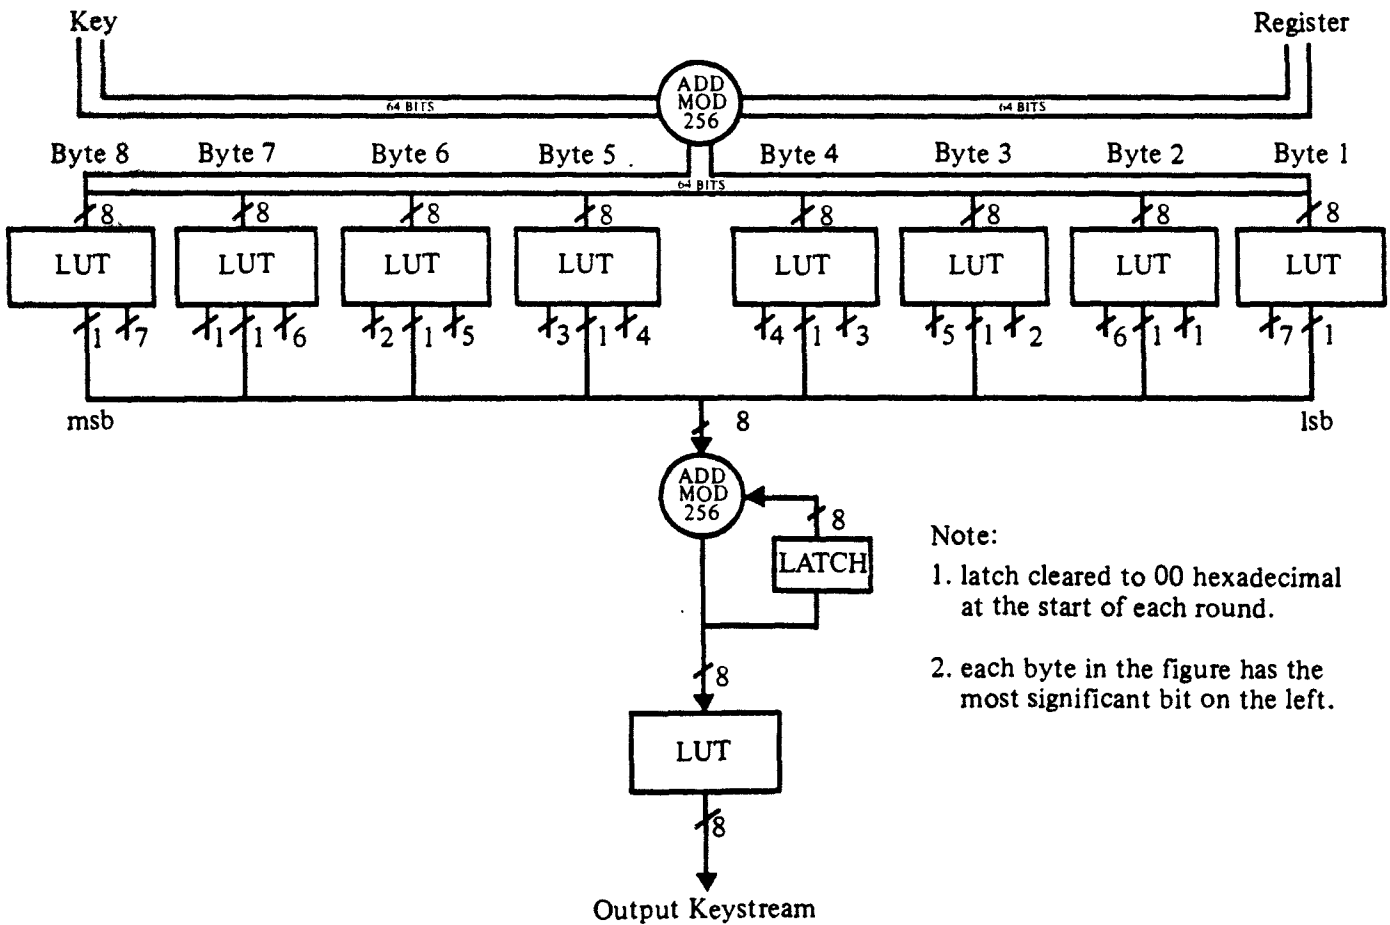 Key Register
ADD
MOD
256
64 BITS 64 BITS
Byte 8 Byte 7 Byte 6 Byte 5 Byte 4 Byte 3 Byte 2 Byte 1
64 BITS
8 8 8 8 8 8 8 8
LUT LUT LUT LUT LUT LUT LUT LUT
1 7 1 1 6 2 1 5 3 1 4 4 1 3 5 1 2 6 1 1 7 1
msb lsb
8
ADD
MOD
256
8
LATCH
8
LUT
8
Output Keystream
Note:
1. latch cleared to 00 hexadecimal
at the start of each round.
2. each byte in the figure has the
most significant bit on the left.